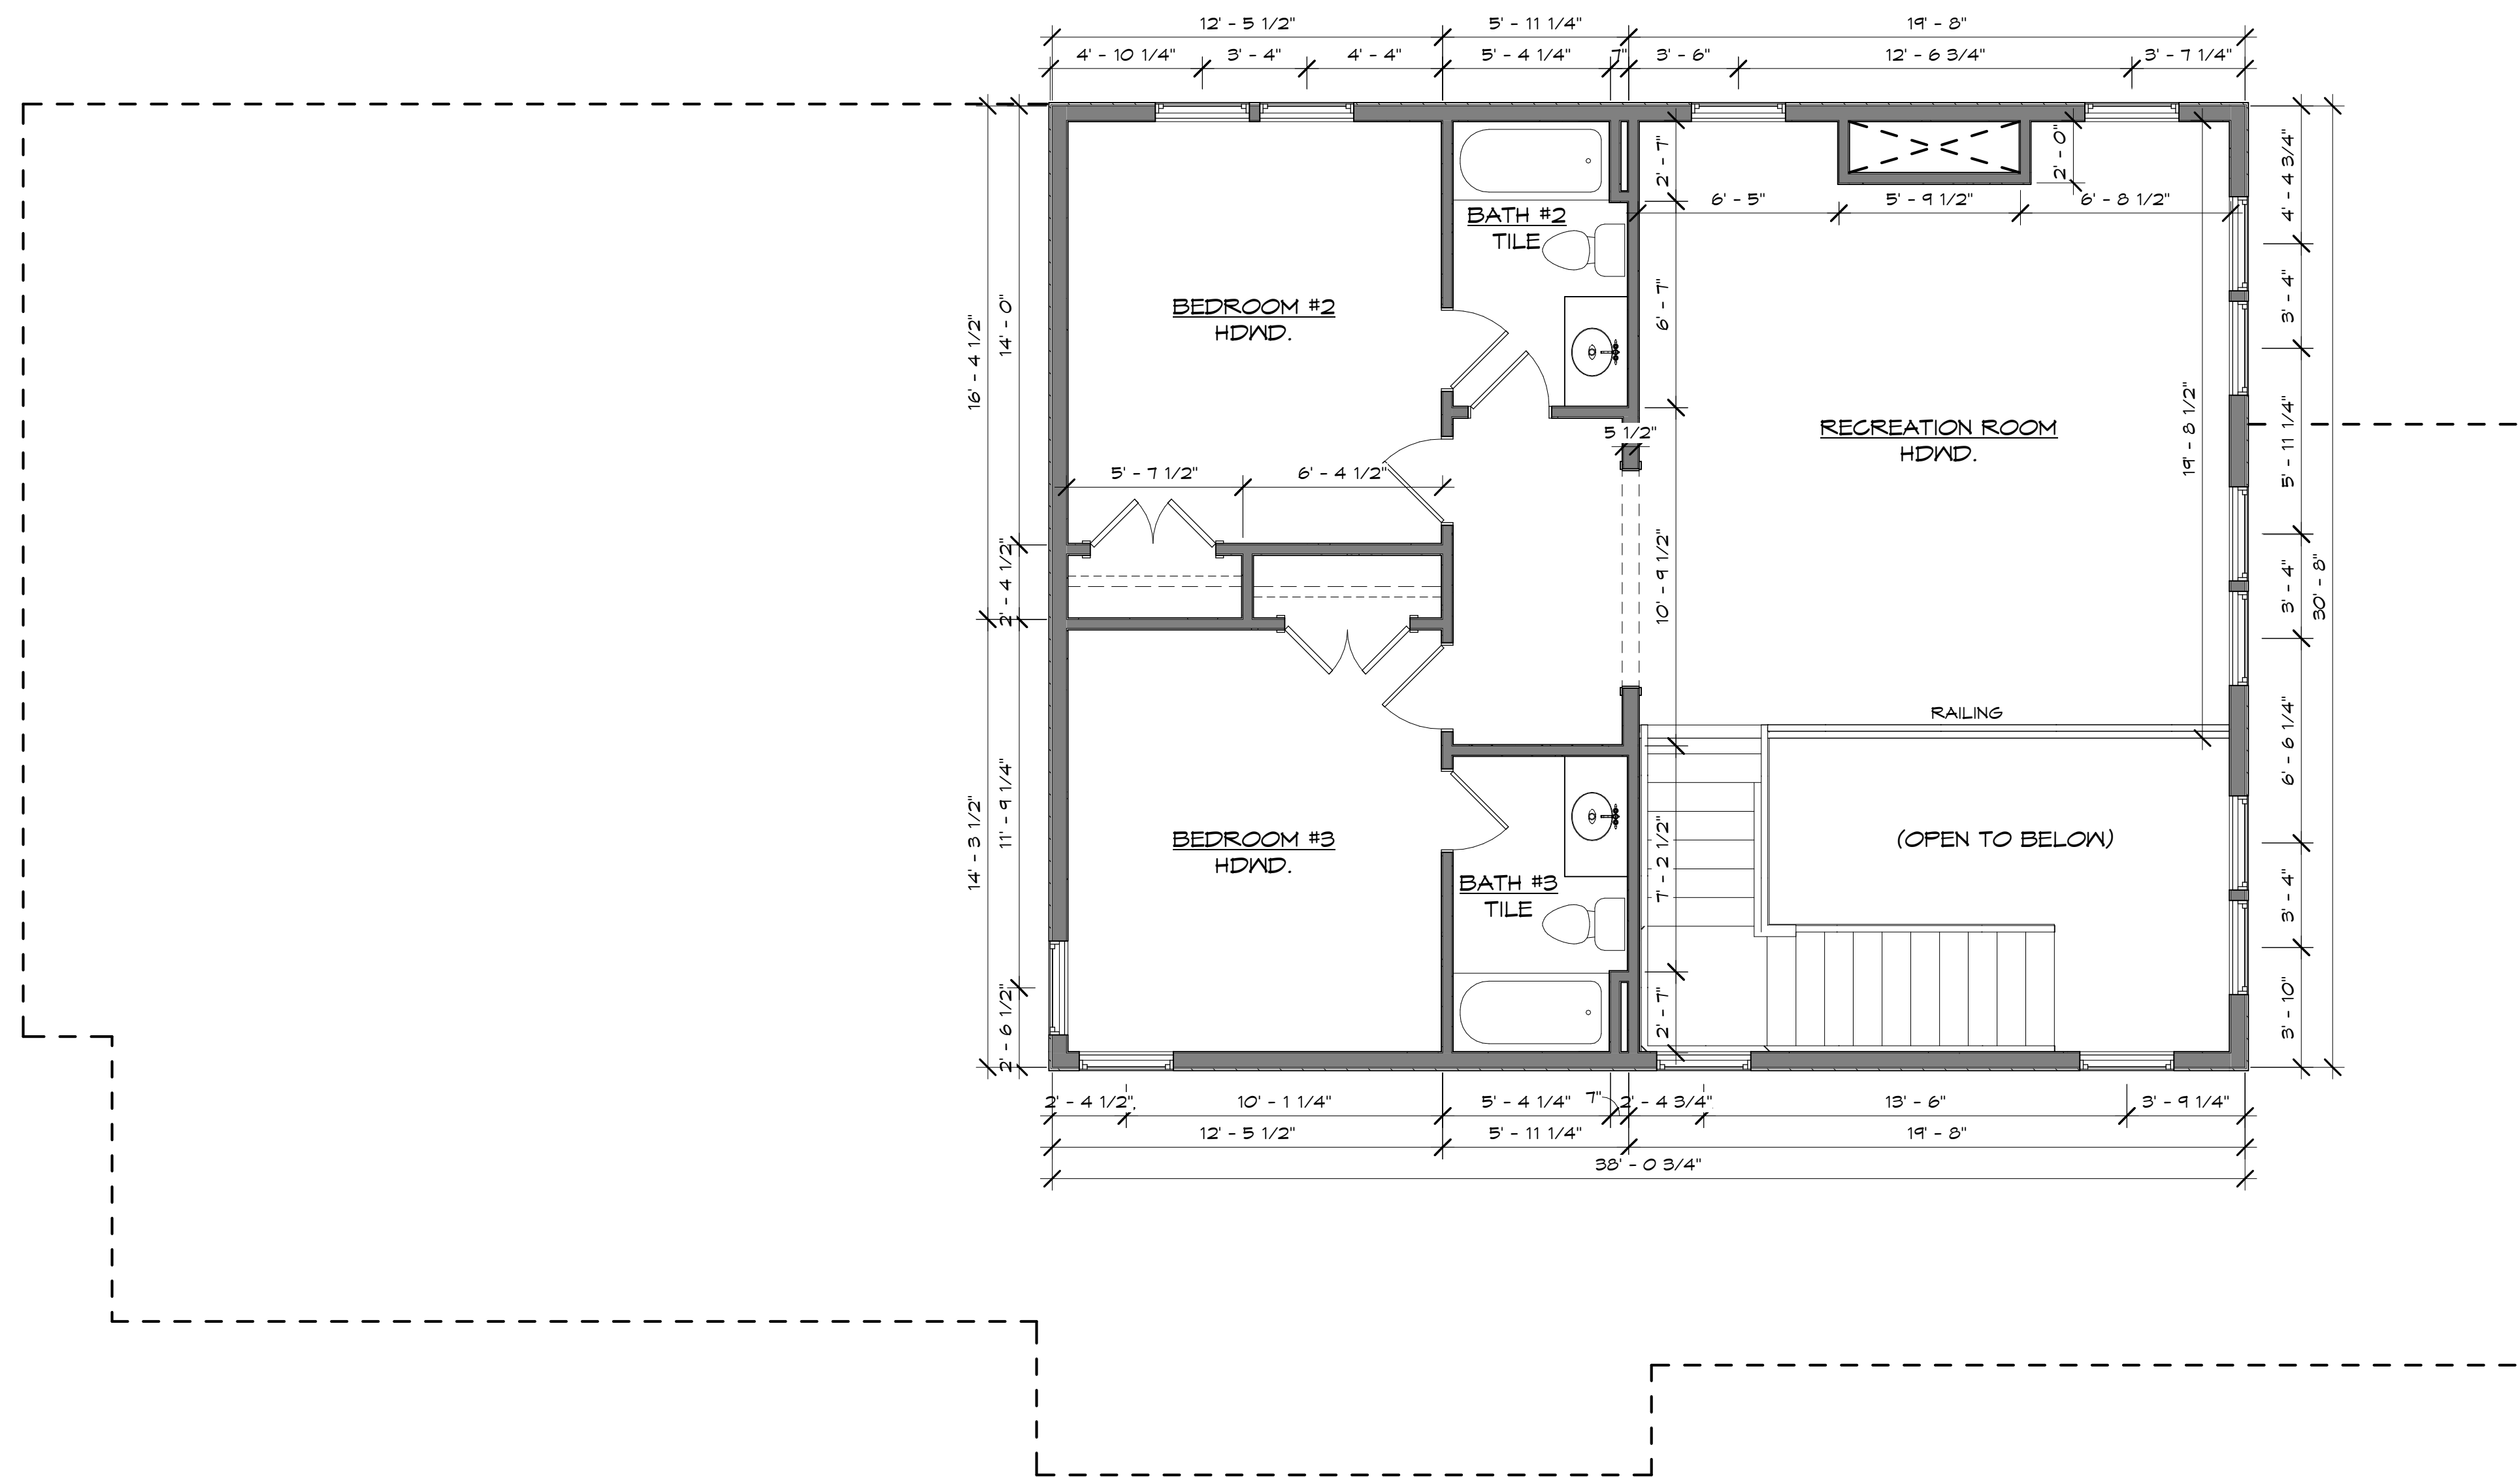 12' - 5 1/2" 5' - 11 1/4" 19' - 8"
4' - 10 1/4" 3' - 4" 4' - 4" 5' - 4 1/4" 7" 3' - 6" 12' - 6 3/4" 3' - 7 1/4"
2' - 7"
2' - 0"
4' - 4 3/4"
6' - 5" 5' - 9 1/2" 6' - 8 1/2"
BATH #2
TILE
BEDROOM #2
HDWD.
14' - 0"
16' - 4 1/2"
6' - 7"
3' - 4"
RECREATION ROOM
HDWD.
5 1/2"
19' - 8 1/2"
5' - 11 1/4"
5' - 7 1/2" 6' - 4 1/2"
2' - 4 1/2"
10' - 9 1/2"
3' - 4"
30' - 8"
RAILING
6' - 6 1/4"
14' - 3 1/2"
11' - 9 1/4"
BEDROOM #3
HDWD.
(OPEN TO BELOW)
7' - 2 1/2"
BATH #3
TILE
3' - 4"
2' - 6 1/2"
2' - 7"
3' - 10"
2' - 4 1/2" 10' - 1 1/4" 5' - 4 1/4" 7" 2' - 4 3/4" 13' - 6" 3' - 9 1/4"
12' - 5 1/2" 5' - 11 1/4" 19' - 8"
38' - 0 3/4"